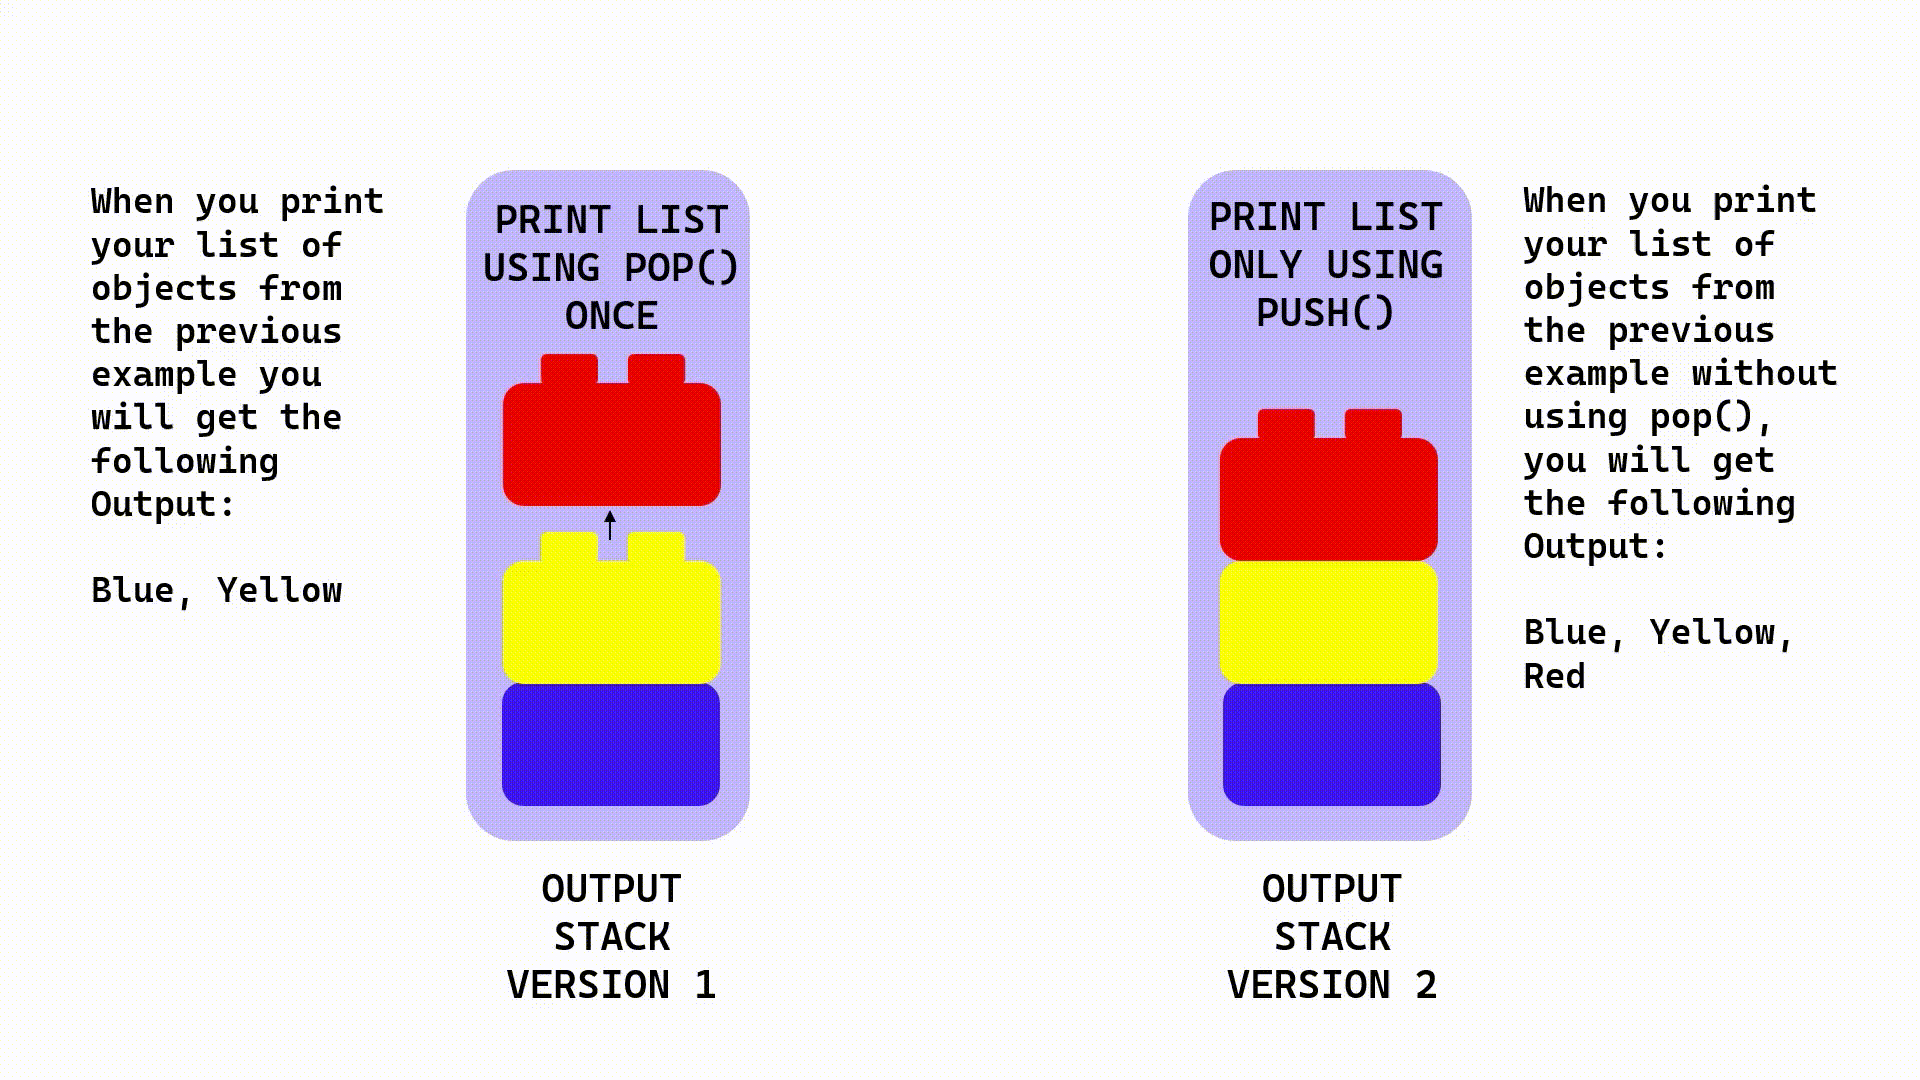 When you print
your list of
objects from
the previous
example you
will get the
following
Output:
Blue, Yellow
PRINT LIST
USING POP()
ONCE
OUTPUT
STACK
VERSION 1
PRINT LIST
ONLY USING
PUSH()
OUTPUT
STACK
VERSION 2
When you print
your list of
objects from
the previous
example without
using pop(),
you will get
the following
Output:
Blue, Yellow,
Red